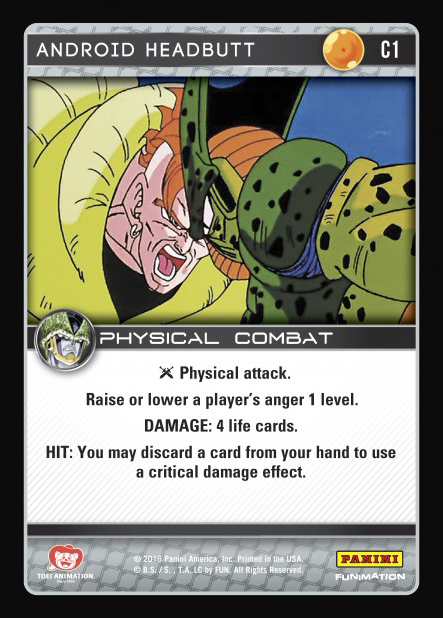 ANDROID HEADBUTT C1
PHYSICAL COMBAT
Physical attack.
Raise or lower a player's anger 1 level.
DAMAGE: 4 life cards.
HIT: You may discard a card from your hand to use
a critical damage effect.
© 2016 Panini America, Inc. Printed in the USA.
© B.S. / S. , T.A. LC by FUN. All Rights Reserved.
TOEI ANIMATION
PANINI
FUNIMATION